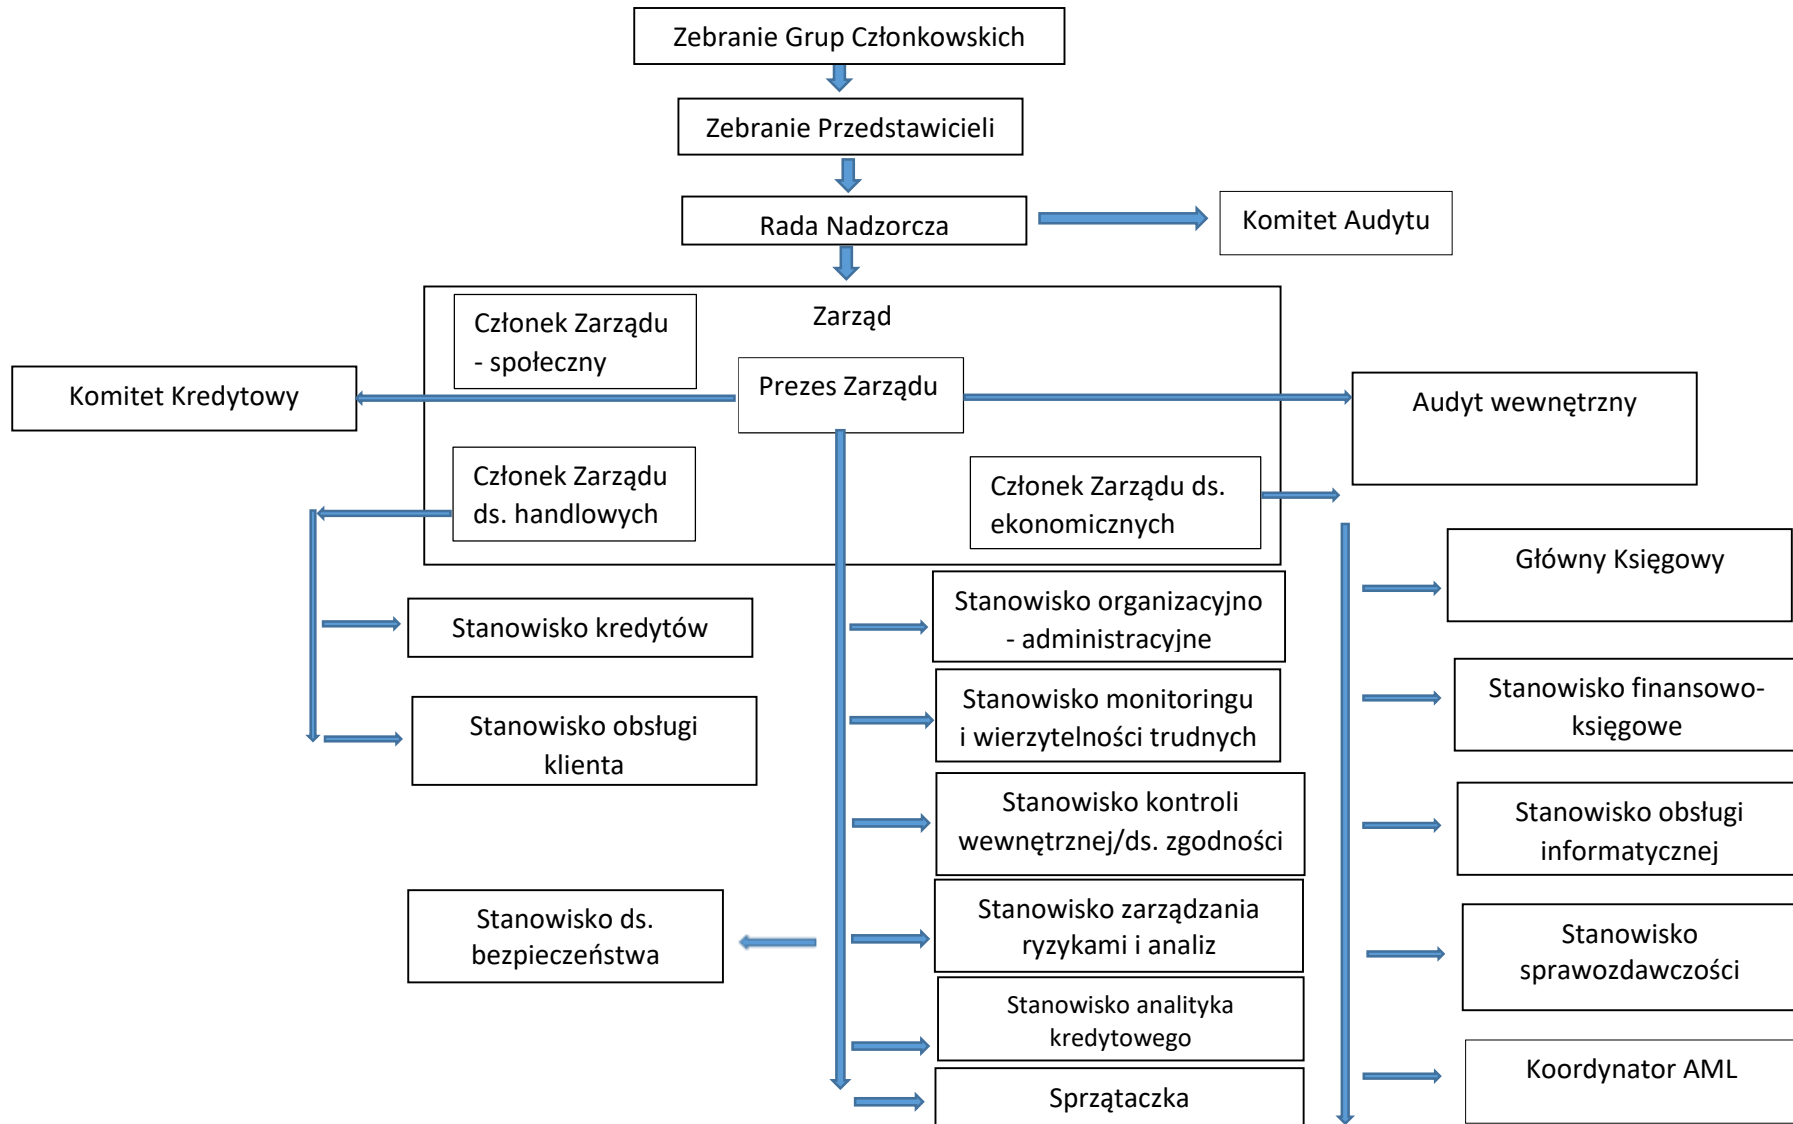 Zebranie Grup Członkowskich
Zebranie Przedstawicieli
Rada Nadzorcza
Komitet Audytu
Zarząd
Członek Zarządu
- społeczny
Prezes Zarządu
Komitet Kredytowy
Audyt wewnętrzny
Członek Zarządu
ds. handlowych
Członek Zarządu ds.
ekonomicznych
Stanowisko kredytów
Stanowisko obsługi
klienta
Stanowisko ds.
bezpieczeństwa
Stanowisko organizacyjno
- administracyjne
Stanowisko monitoringu
i wierzytelności trudnych
Stanowisko kontroli
wewnętrznej/ds. zgodności
Stanowisko zarządzania
ryzykami i analiz
Stanowisko analityka
kredytowego
Sprzątaczka
Główny Księgowy
Stanowisko finansowo-
księgowe
Stanowisko obsługi
informatycznej
Stanowisko
sprawozdawczości
Koordynator AML